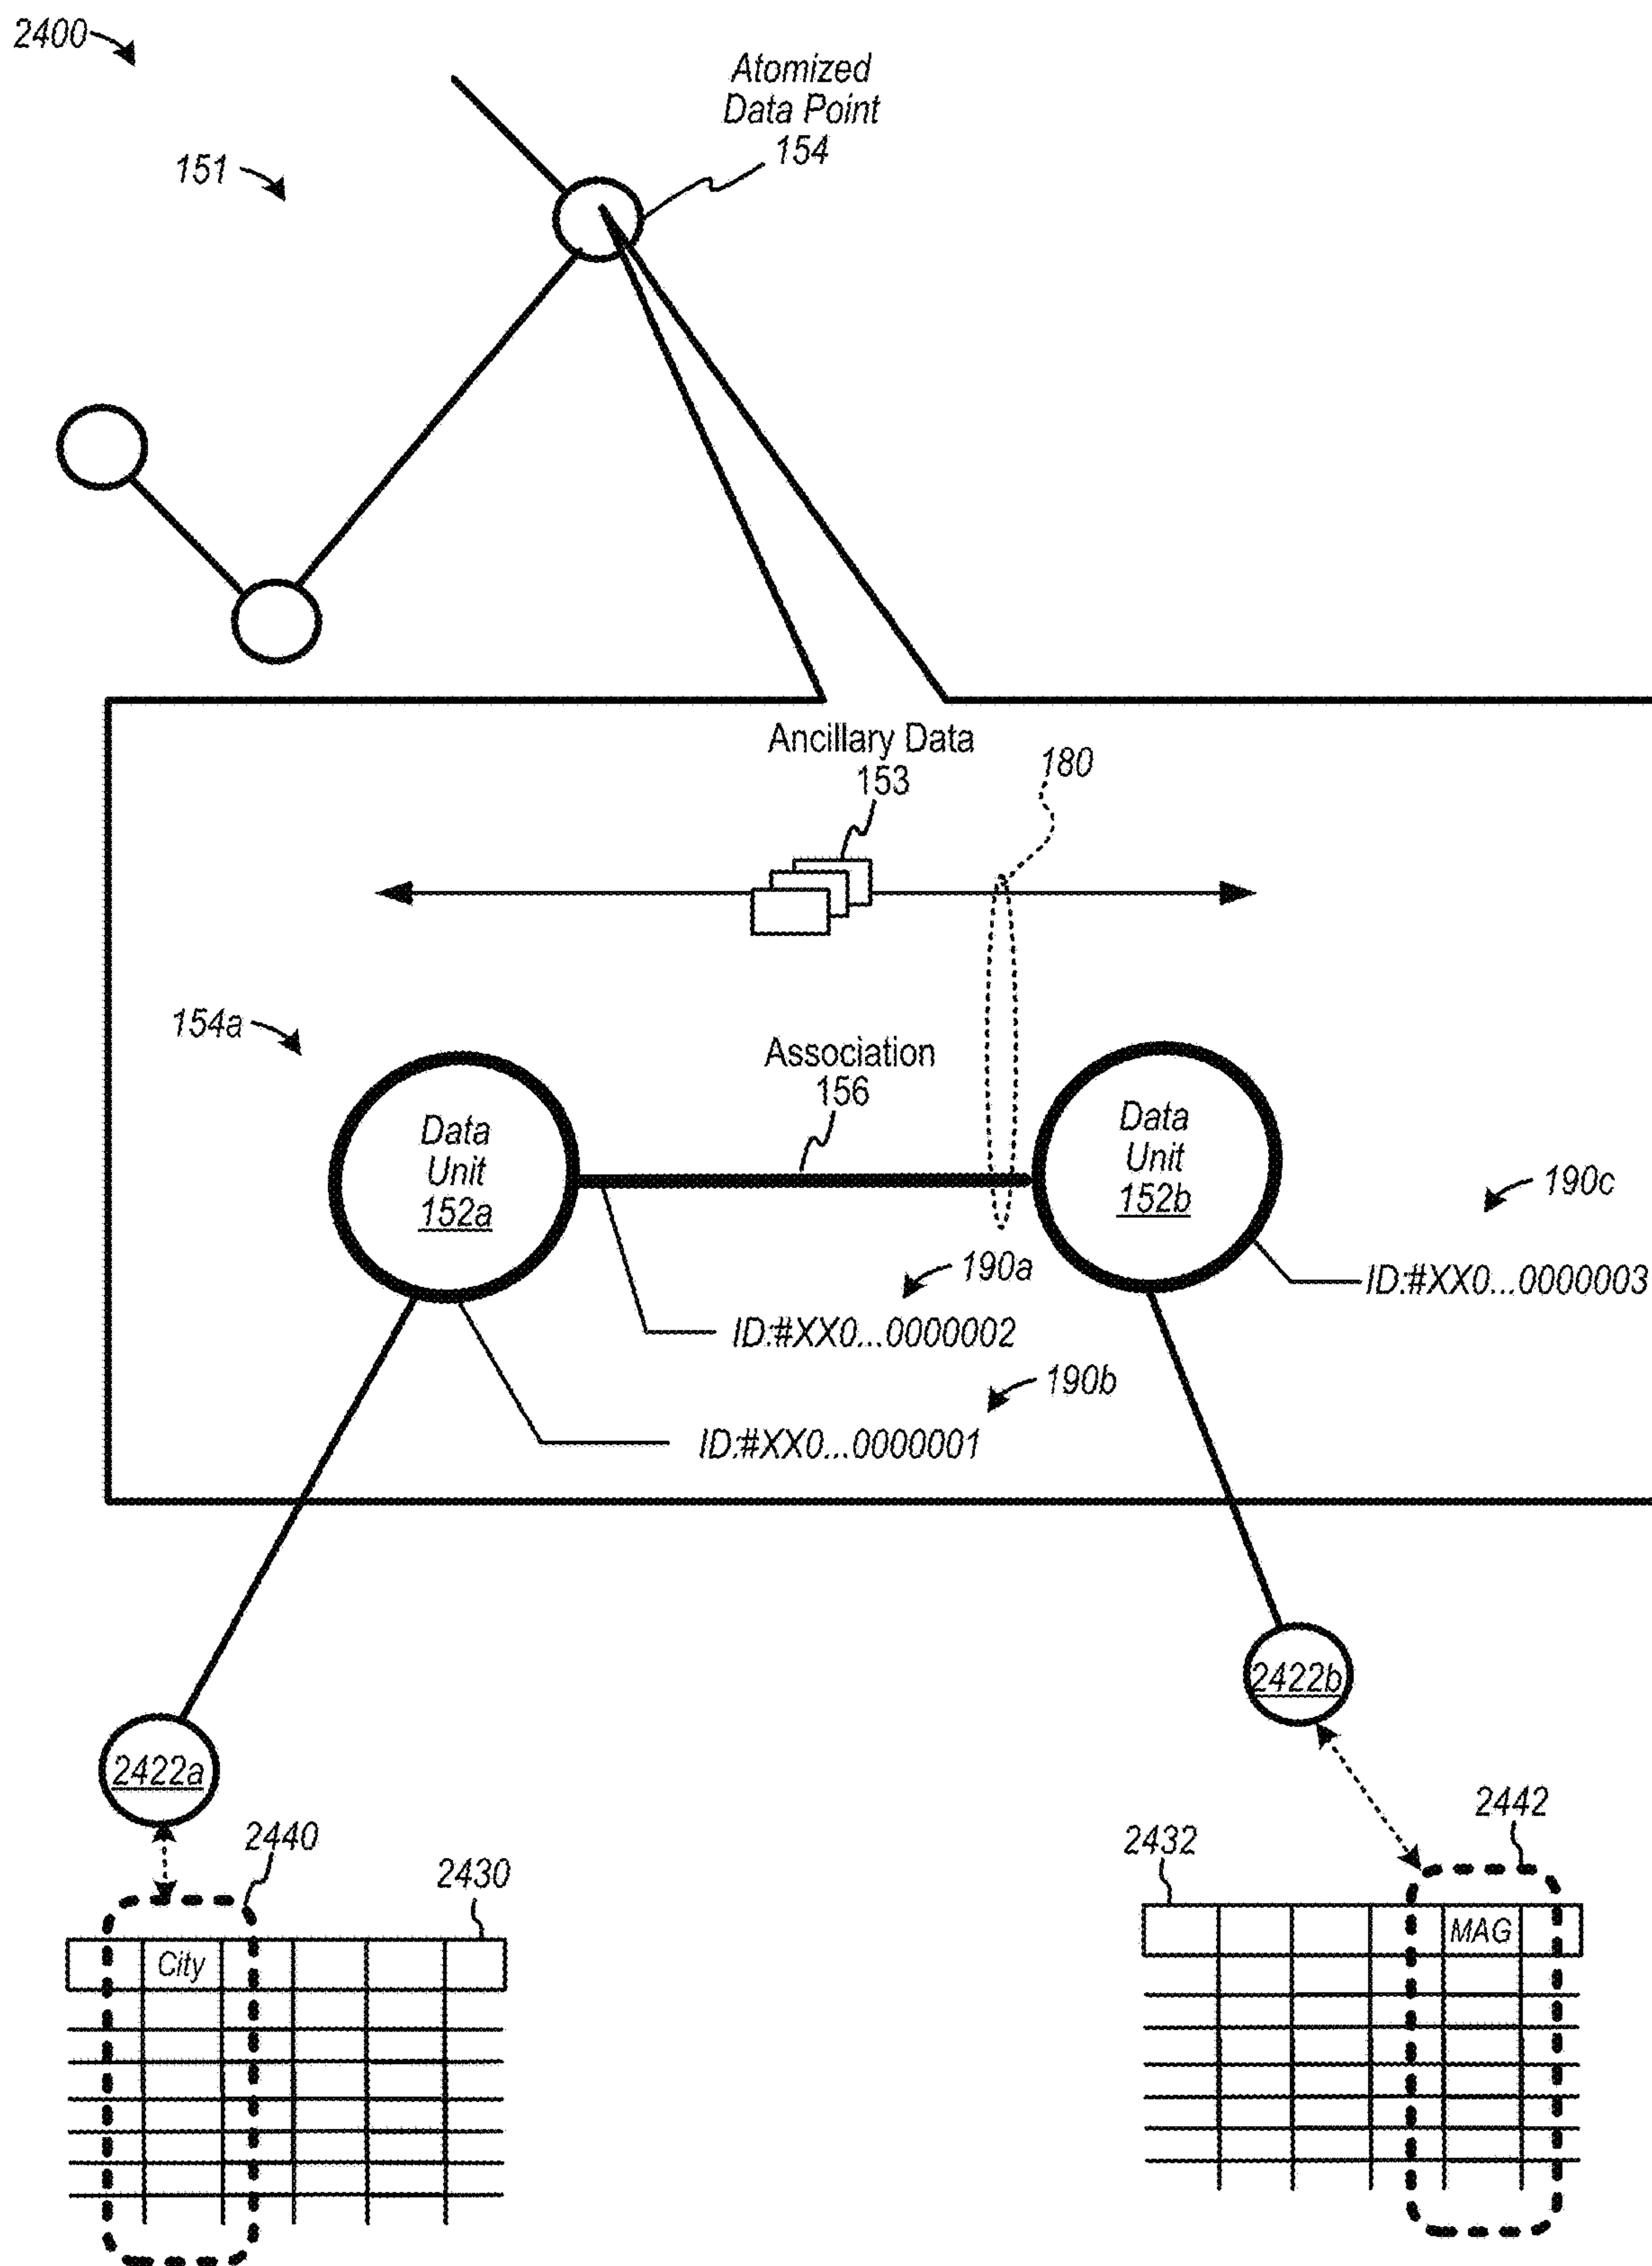 2400
Atomized
Data Point
154
151
Ancillary Data
153
180
154a
Association
156
Data
Unit
152a
Data
Unit
152b
190c
190a
ID:#XX0...0000003
ID:#XX0...0000002
190b
ID:#XX0...0000001
2422b
2422a
2442
2440
2432
2430
MAG
City